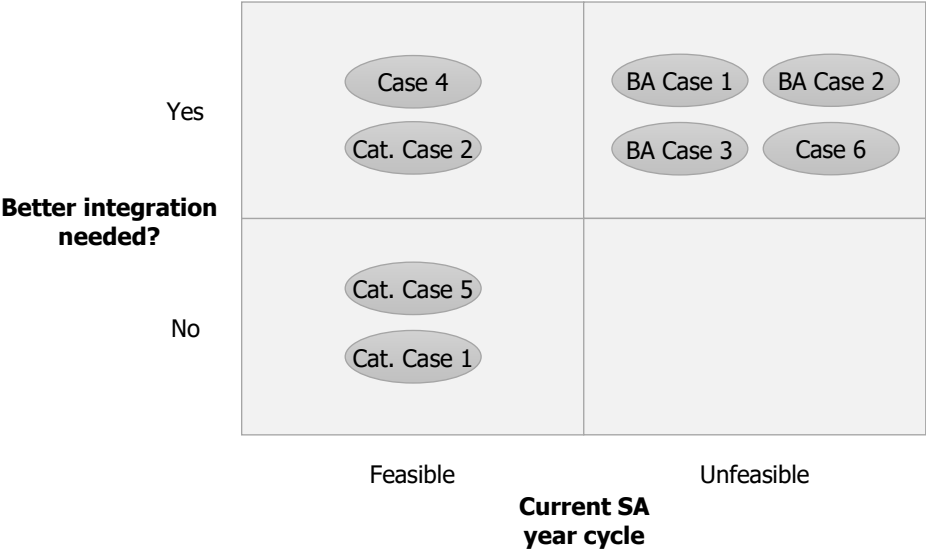 Case 4
BA Case 1
BA Case 2
Yes
Cat. Case 2
BA Case 3
Case 6
Better integration
needed?
Cat. Case 5
No
Cat. Case 1
Feasible
Unfeasible
Current SA
year cycle